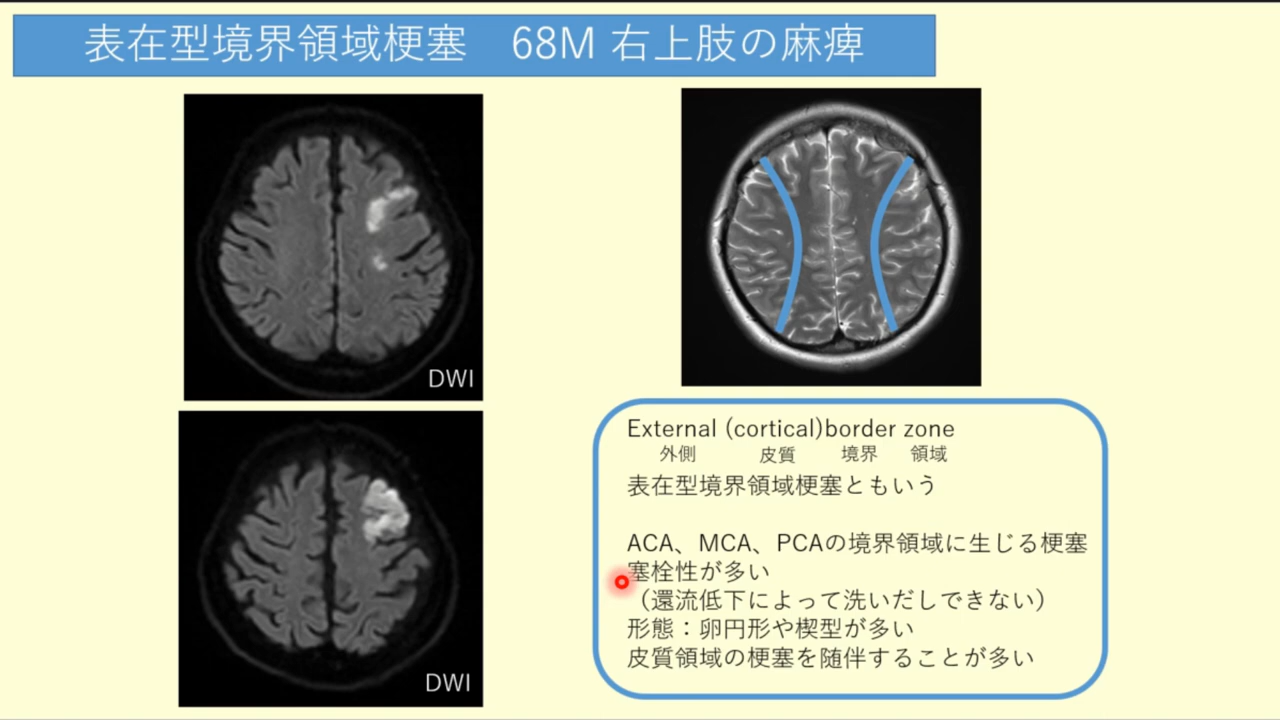 表在型境界領域梗塞　68M 右上肢の麻痺
DWI
DWI
External (cortical)border zone
外側　皮質　境界　領域
表在型境界領域梗塞ともいう
ACA、MCA、PCAの境界領域に生じる梗塞
塞栓性が多い
（還流低下によって洗いだしできない）
形態：卵円形や楔型が多い
皮質領域の梗塞を随伴することが多い